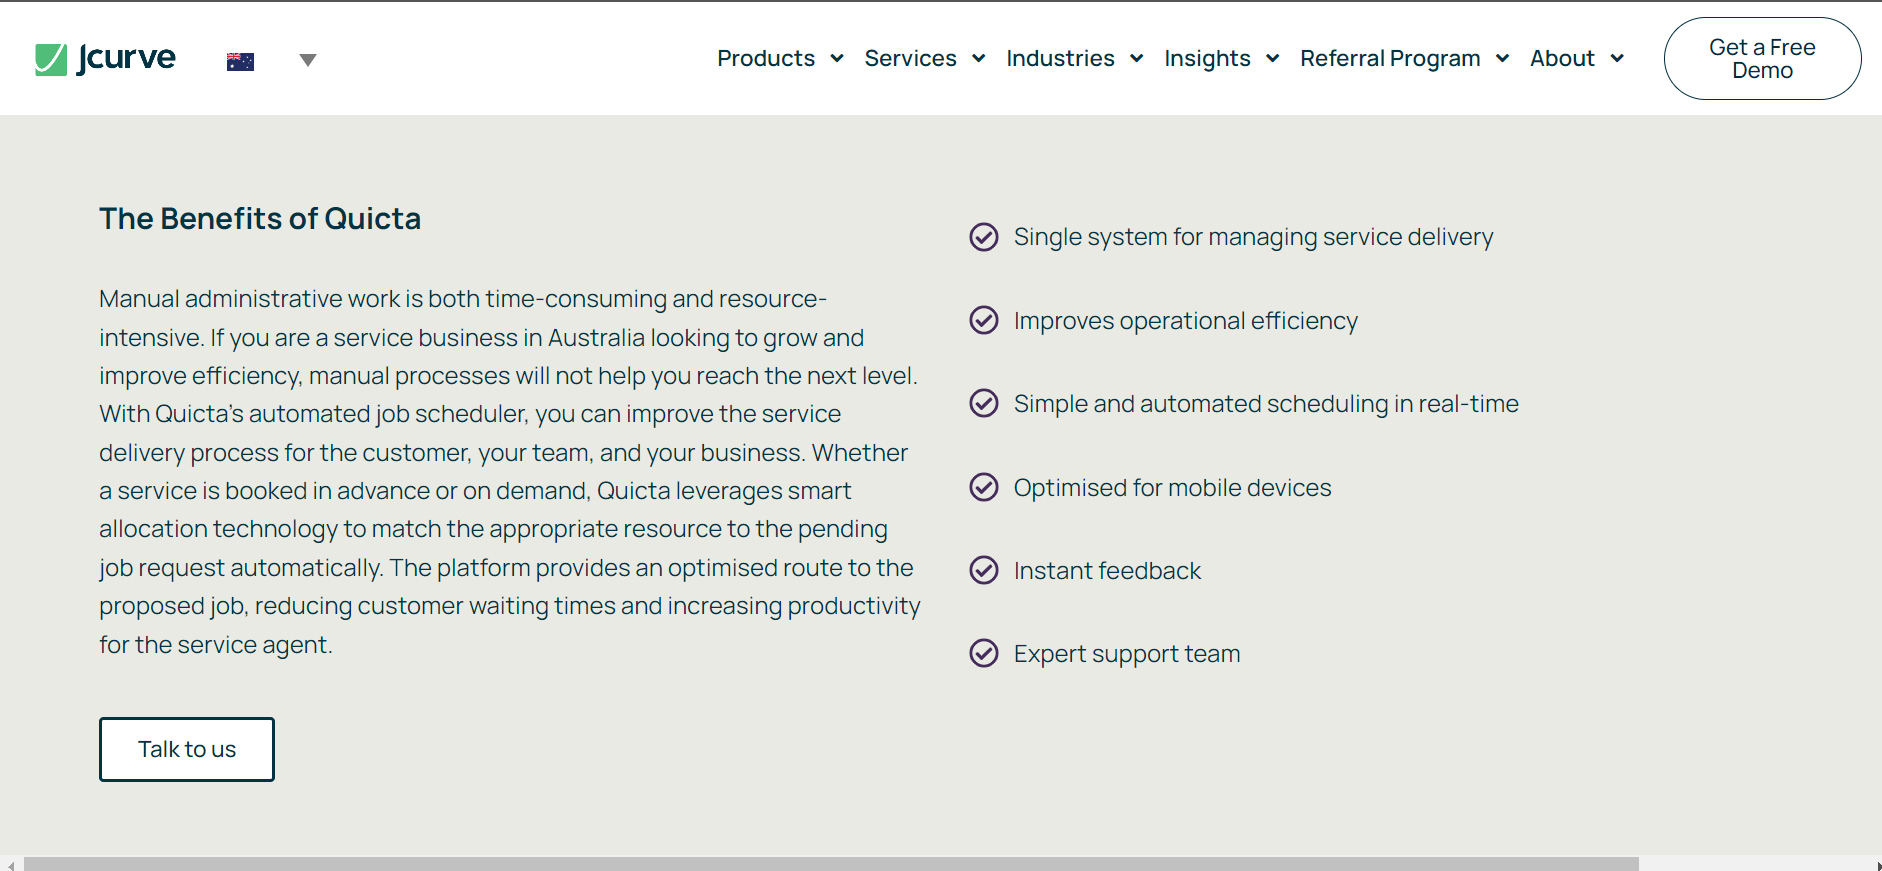 Jcurve
Products
Services
Industries
Insights
Referral Program
About
Get a Free
Demo
The Benefits of Quicta
Manual administrative work is both time-consuming and resource-
intensive. If you are a service business in Australia looking to grow and
improve efficiency, manual processes will not help you reach the next level.
With Quicta’s automated job scheduler, you can improve the service
delivery process for the customer, your team, and your business. Whether
a service is booked in advance or on demand, Quicta leverages smart
allocation technology to match the appropriate resource to the pending
job request automatically. The platform provides an optimised route to the
proposed job, reducing customer waiting times and increasing productivity
for the service agent.
Talk to us
Single system for managing service delivery
Improves operational efficiency
Simple and automated scheduling in real-time
Optimised for mobile devices
Instant feedback
Expert support team